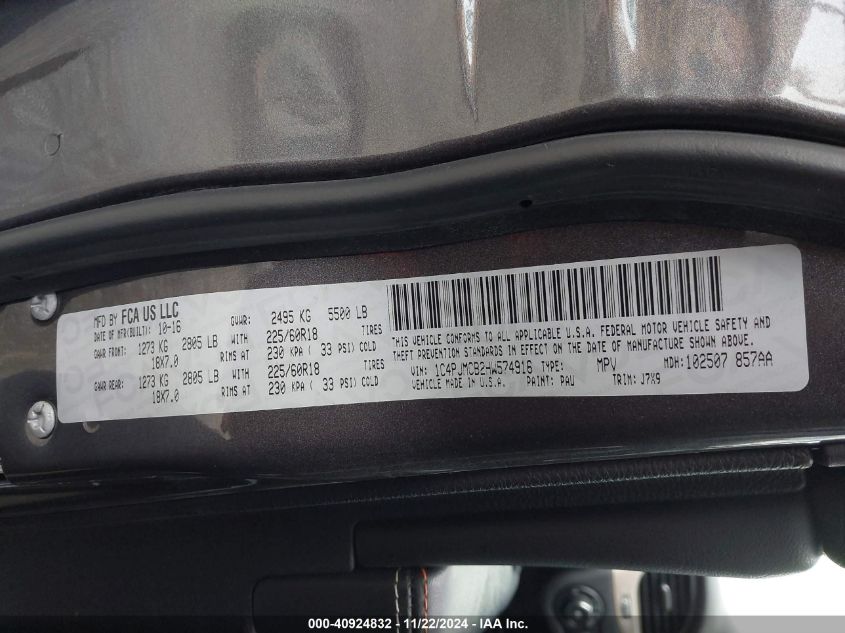 MFD BY FCA US LLC
DATE OF MFR(BUILT): 10-16 GVWR: 2495 KG 5500 LB
GAWR FRONT: 1273 KG 2805 LB WITH 225/60R18 TIRES
18X7.0 RIMS AT 230 KPA ( 33 PSI) COLD
GAWR REAR: 1273 KG 2805 LB WITH 225/60R18 TIRES
18X7.0 RIMS AT 230 KPA ( 33 PSI) COLD
THIS VEHICLE CONFORMS TO ALL APPLICABLE U.S.A. FEDERAL MOTOR VEHICLE SAFETY AND
THEFT PREVENTION STANDARDS IN EFFECT ON THE DATE OF MANUFACTURE SHOWN ABOVE.
VIN: 1C4PJMCB2HW574916 TYPE: MPV MDH: 102507 857AA
VEHICLE MADE IN U.S.A. PAINT: PAU TRIM: J7X9
000-40924832 - 11/22/2024 - IAA Inc.